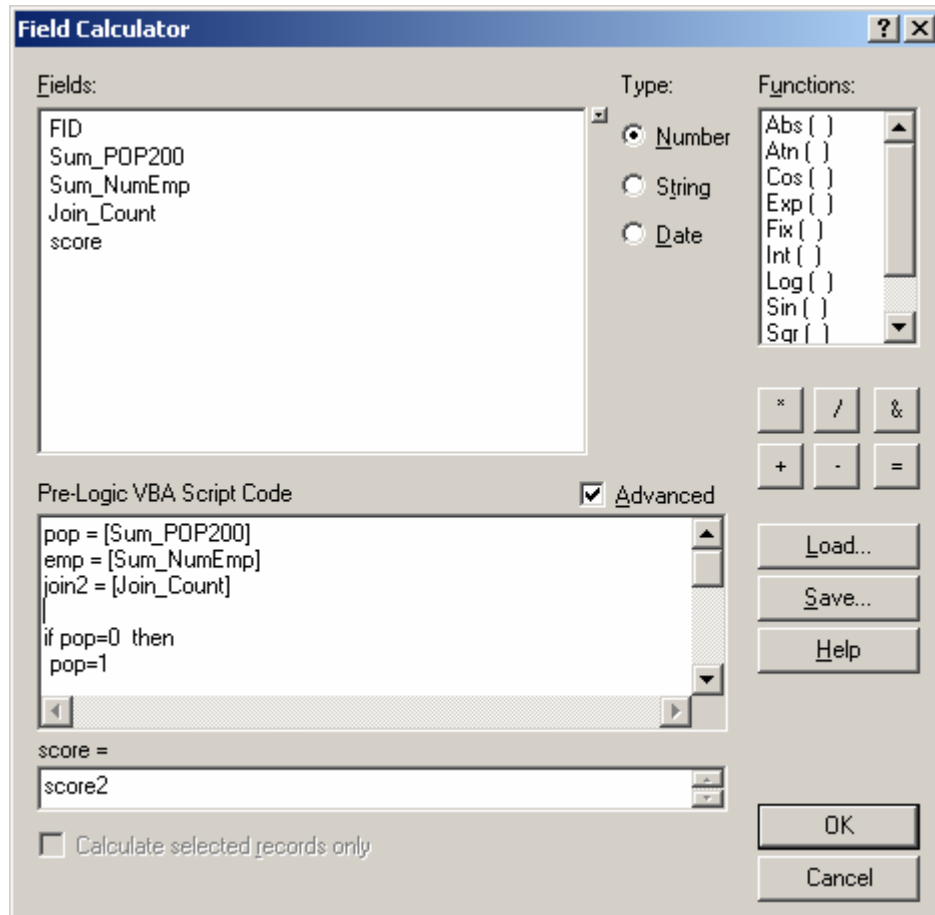 Field Calculator
Fields:
FID
Sum_POP200
Sum_NumEmp
Join_Count
score
Type:
Number
String
Date
Functions:
Abs ( )
Atn ( )
Cos ( )
Exp ( )
Fix ( )
Int ( )
Log ( )
Sin ( )
Sqr ( )
* / &
+ - =
Pre-Logic VBA Script Code
Advanced
pop = [Sum_POP200]
emp = [Sum_NumEmp]
join2 = [Join_Count]
if pop=0 then
pop=1
Load...
Save...
Help
score =
score2
Calculate selected records only
OK
Cancel